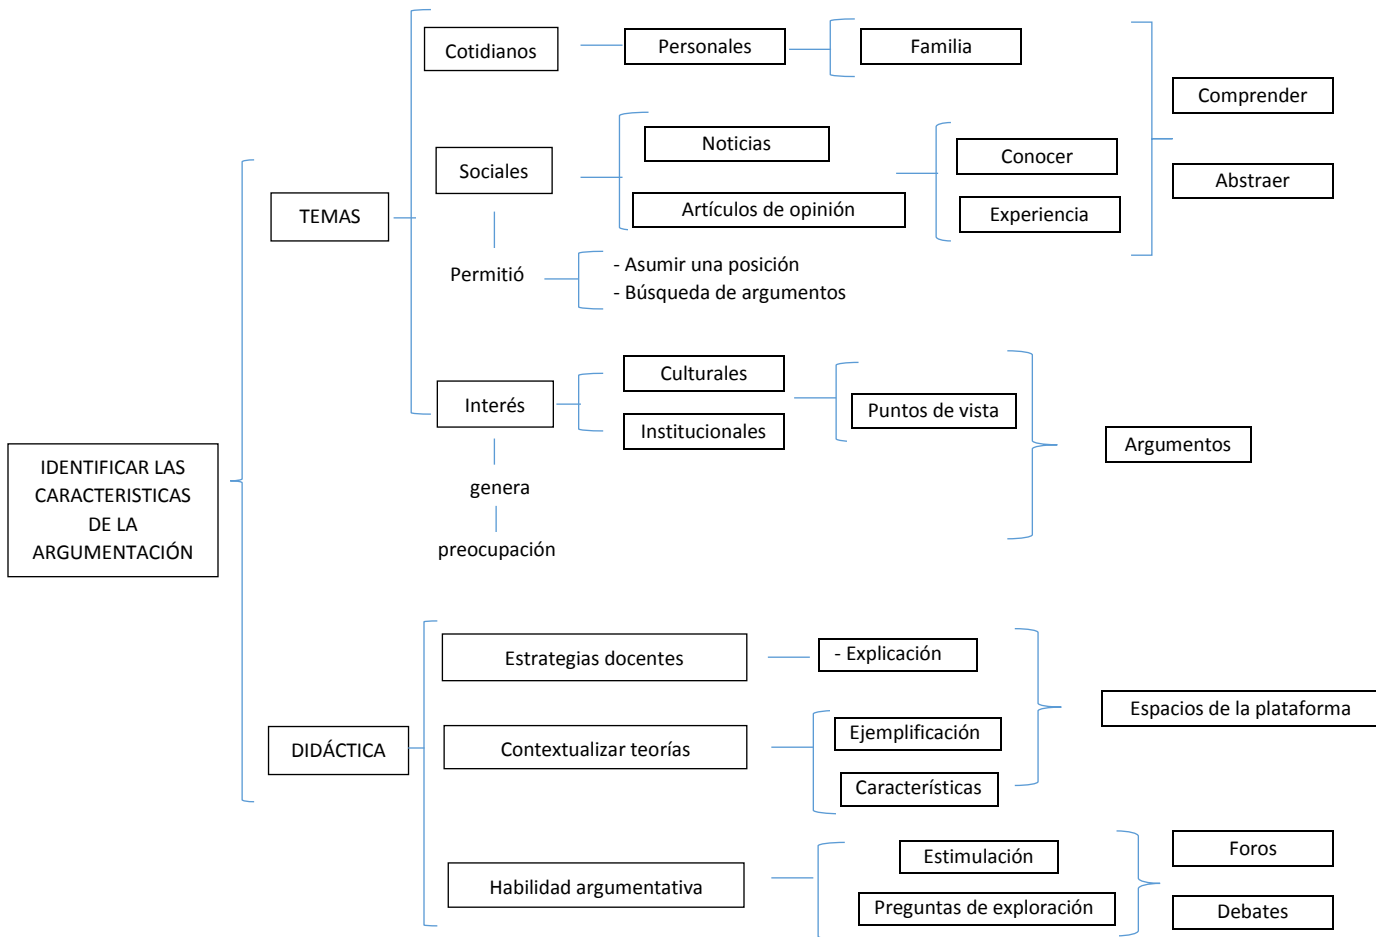 Cotidianos
Personales
Familia
Comprender
Noticias
Conocer
Sociales
Abstraer
TEMAS
Artículos de opinión
Experiencia
Permitió
- Asumir una posición
- Búsqueda de argumentos
Culturales
Interés
Puntos de vista
Institucionales
Argumentos
genera
preocupación
IDENTIFICAR LAS
CARACTERISTICAS
DE LA
ARGUMENTACIÓN
Estrategias docentes
- Explicación
Espacios de la plataforma
DIDÁCTICA
Contextualizar teorías
Ejemplificación
Característícas
Estimulación
Foros
Habilidad argumentativa
Preguntas de exploración
Debates